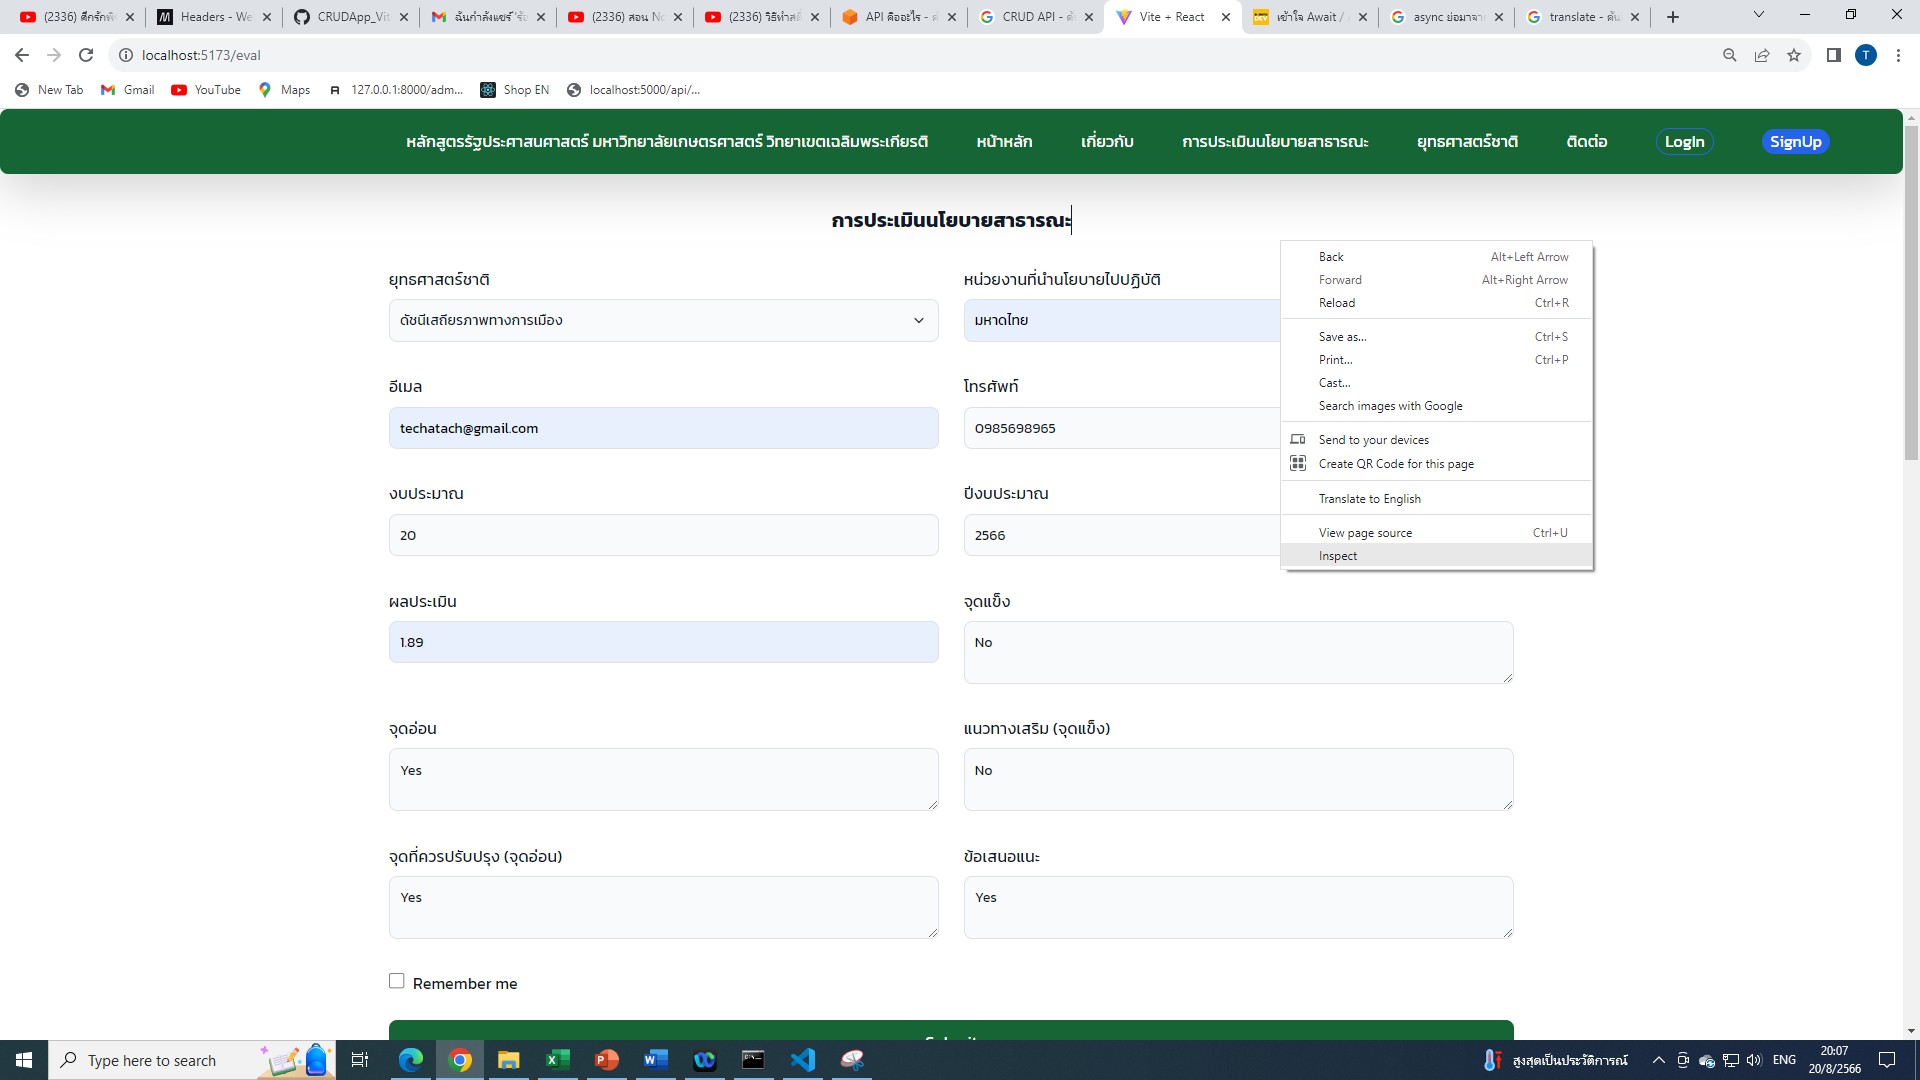 (2336) ศึกรักพิ
Headers - We
CRUDApp_Vit
ฉันกำลังแชร์ 'ร้อ
(2336) สอน No
(2336) วิธีทำสลั
API คืออะไร - ค
CRUD API - ค้
Vite + React
เข้าใจ Await /
async ย่อมาจา
translate - ค้น
localhost:5173/eval
T
New Tab
Gmail
YouTube
Maps
127.0.0.1:8000/adm...
Shop EN
localhost:5000/api/...
หลักสูตรรัฐประศาสนศาสตร์ มหาวิทยาลัยเกษตรศาสตร์ วิทยาเขตเฉลิมพระเกียรติ
หน้าหลัก
เกี่ยวกับ
การประเมินนโยบายสาธารณะ
ยุทธศาสตร์ชาติ
ติดต่อ
LogIn
SignUp
การประเมินนโยบายสาธารณะ
ยุทธศาสตร์ชาติ
หน่วยงานที่นำนโยบายไปปฏิบัติ
ดัชนีเสถียรภาพทางการเมือง
มหาดไทย
อีเมล
โทรศัพท์
techatach@gmail.com
0985698965
งบประมาณ
ปีงบประมาณ
20
2566
ผลประเมิน
จุดแข็ง
1.89
No
จุดอ่อน
แนวทางเสริม (จุดแข็ง)
Yes
No
จุดที่ควรปรับปรุง (จุดอ่อน)
ข้อเสนอแนะ
Yes
Yes
Remember me
Submit
Back Alt+Left Arrow
Forward Alt+Right Arrow
Reload Ctrl+R
Save as... Ctrl+S
Print... Ctrl+P
Cast...
Search images with Google
Send to your devices
Create QR Code for this page
Translate to English
View page source Ctrl+U
Inspect
Type here to search
สูงสุดเป็นประวัติการณ์
ENG
20:07
20/8/2566